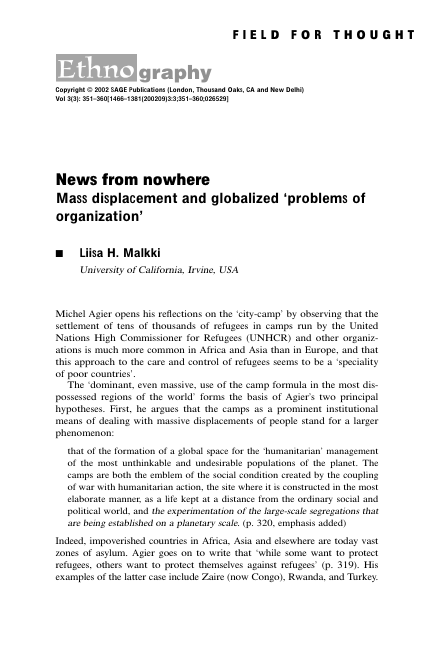 FIELD FOR THOUGHT
Ethnography
Copyright © 2002 SAGE Publications (London, Thousand Oaks, CA and New Delhi)
Vol 3(3): 351–360[1466–1381(200209)3:3;351–360;026529]
News from nowhere
Mass displacement and globalized ‘problems of
organization’
■ Liisa H. Malkki
University of California, Irvine, USA
Michel Agier opens his reflections on the ‘city-camp’ by observing that the
settlement of tens of thousands of refugees in camps run by the United
Nations High Commissioner for Refugees (UNHCR) and other organiz-
ations is much more common in Africa and Asia than in Europe, and that
this approach to the care and control of refugees seems to be a ‘speciality
of poor countries’.
The ‘dominant, even massive, use of the camp formula in the most dis-
possessed regions of the world’ forms the basis of Agier’s two principal
hypotheses. First, he argues that the camps as a prominent institutional
means of dealing with massive displacements of people stand for a larger
phenomenon:
that of the formation of a global space for the ‘humanitarian’ management
of the most unthinkable and undesirable populations of the planet. The
camps are both the emblem of the social condition created by the coupling
of war with humanitarian action, the site where it is constructed in the most
elaborate manner, as a life kept at a distance from the ordinary social and
political world, and the experimentation of the large-scale segregations that
are being established on a planetary scale. (p. 320, emphasis added)
Indeed, impoverished countries in Africa, Asia and elsewhere are today vast
zones of asylum. Agier goes on to write that ‘while some want to protect
refugees, others want to protect themselves against refugees’ (p. 319). His
examples of the latter case include Zaire (now Congo), Rwanda, and Turkey.